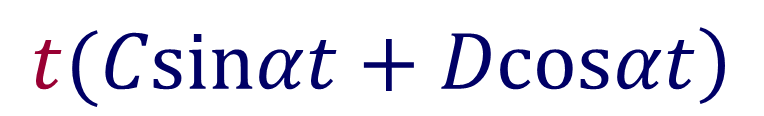 t(Csinαt + Dcosαt)